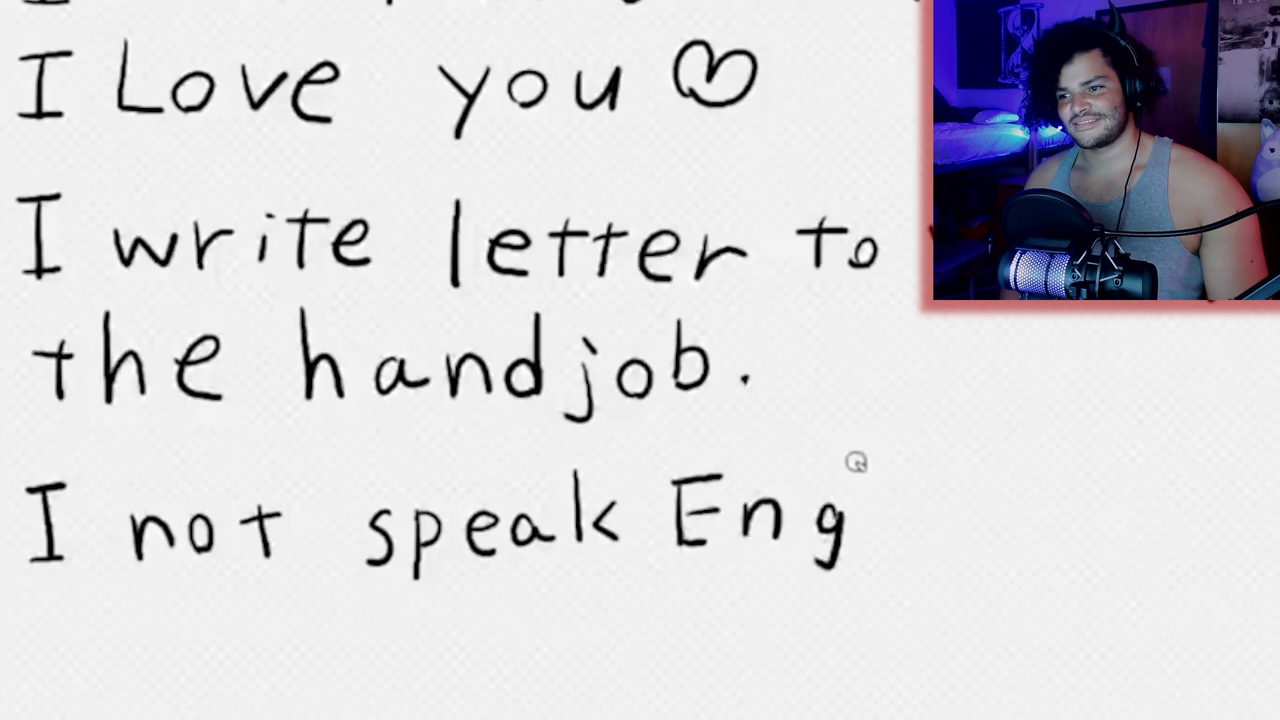 I Love you ♡
I write letter to
the handjob.
I not speak Eng